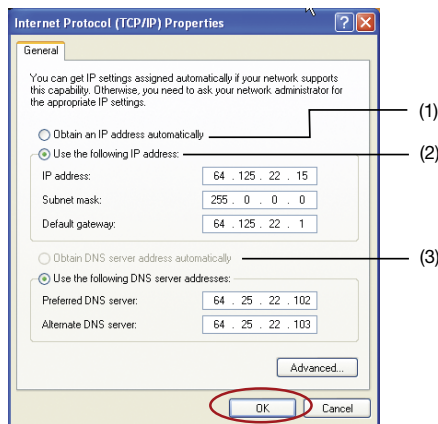 Internet Protocol (TCP/IP) Properties
General
You can get IP settings assigned automatically if your network supports
this capability. Otherwise, you need to ask your network administrator for
the appropriate IP settings.
Obtain an IP address automatically
(1)
Use the following IP address:
(2)
IP address: 64 . 125 . 22 . 15
Subnet mask: 255 . 0 . 0 . 0
Default gateway: 64 . 125 . 22 . 1
Obtain DNS server address automatically
(3)
Use the following DNS server addresses:
Preferred DNS server: 64 . 25 . 22 . 102
Alternate DNS server: 64 . 25 . 22 . 103
Advanced...
OK Cancel